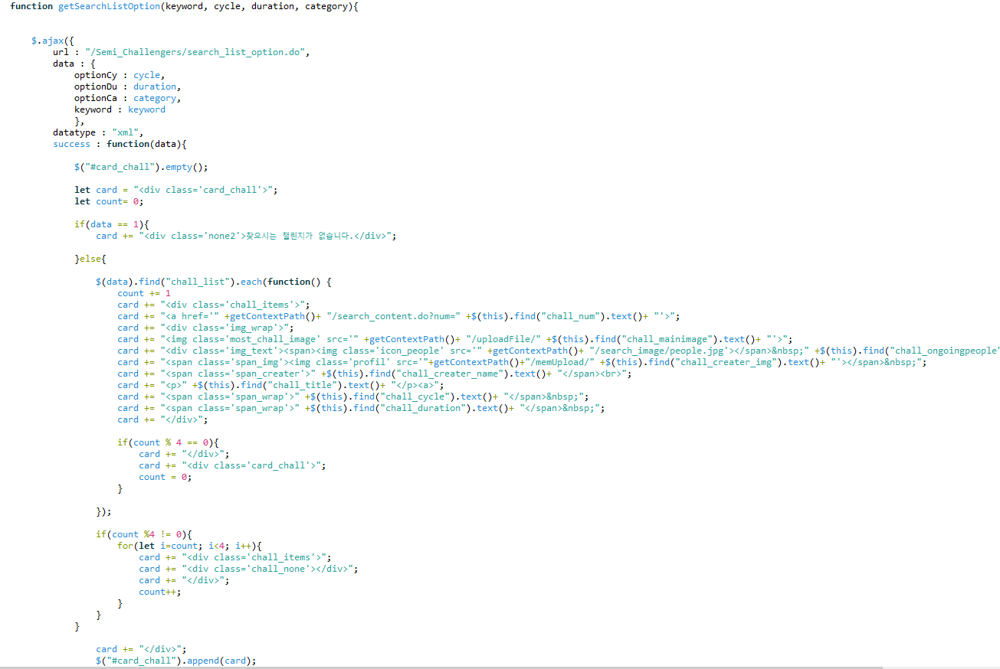 function getSearchListOption(keyword, cycle, duration, category){
$.ajax({
url : "/Semi_Challengers/search_list_option.do",
data : {
optionCy : cycle,
optionDu : duration,
optionCa : category,
keyword : keyword
},
datatype : "xml",
success : function(data){
$("#card_chall").empty();
let card = "<div class='card_chall'>";
let count= 0;
if(data == 1){
card += "<div class='none2'>찾으시는 챌린지가 없습니다.</div>";
}else{
$(data).find("chall_list").each(function() {
count += 1
card += "<div class='chall_items'>";
card += "<a href='" +getContextPath()+ "/search_content.do?num=" +$(this).find("chall_num").text()+ "'>";
card += "<div class='img_wrap'>";
card += "<img class='most_chall_image' src='" +getContextPath()+ "/uploadFile/" +$(this).find("chall_mainimage").text()+ "'>";
card += "<div class='img_text'><span><img class='icon_people' src='" +getContextPath()+ "/search_image/people.jpg'></span>&nbsp;" +$(this).find("chall_ongoingpeople"
card += "<span class='span_img'><img class='profil' src='"+getContextPath()+"/memUpload/" +$(this).find("chall_creater_img").text()+ "'></span>&nbsp;";
card += "<span class='span_creater'>" +$(this).find("chall_creater_name").text()+ "</span><br>";
card += "<p>" +$(this).find("chall_title").text()+ "</p><a>";
card += "<span class='span_wrap'>" +$(this).find("chall_cycle").text()+ "</span>&nbsp;";
card += "<span class='span_wrap'>" +$(this).find("chall_duration").text()+ "</span>&nbsp;";
card += "</div>";
if(count % 4 == 0){
card += "</div>";
card += "<div class='card_chall'>";
count = 0;
}
});
if(count %4 != 0){
for(let i=count; i<4; i++){
card += "<div class='chall_items'>";
card += "<div class='chall_none'></div>";
card += "</div>";
count++;
}
}
}
card += "</div>";
$("#card_chall").append(card);